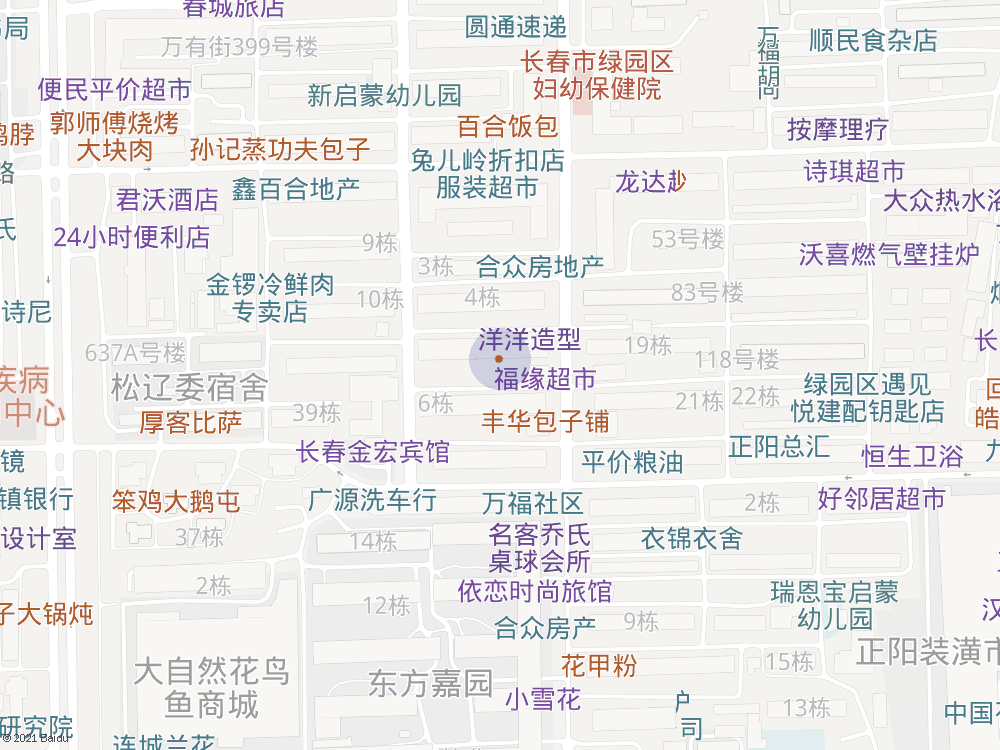 春城旅店
圆通速递
书局
万福胡同
顺民食杂店
万有街399号楼
长春市绿园区
妇幼保健院
便民平价超市
新启蒙幼儿园
郭师傅烧烤
大块肉
鸭脖
百合饭包
按摩理疗
孙记蒸功夫包子
兔儿岭折扣店
服装超市
路
诗琪超市
龙达超
鑫百合地产
君沃酒店
大众热水浴
氏
24小时便利店
9栋
53号楼
沃喜燃气壁挂炉
3栋
合众房地产
金锣冷鲜肉
专卖店
10栋
4栋
83号楼
诗尼
洋洋造型
19栋
637A号楼
118号楼
疾病
中心
松辽委宿舍
福缘超市
绿园区遇见
悦建配钥匙店
22栋
21栋
6栋
39栋
厚客比萨
丰华包子铺
回
皓
长春金宏宾馆
正阳总汇
恒生卫浴
镜
平价粮油
镇银行
笨鸡大鹅屯
广源洗车行
万福社区
2栋
好邻居超市
设计室
37栋
14栋
名客乔氏
桌球会所
衣锦衣舍
2栋
依恋时尚旅馆
瑞恩宝启蒙
幼儿园
12栋
子大锅炖
合众房产
9栋
汉
正阳装潢市
大自然花鸟
鱼商城
花甲粉
15栋
东方嘉园
小雪花
户
司
13栋
中国石
研究院
连城兰花
© 2021 Baidu